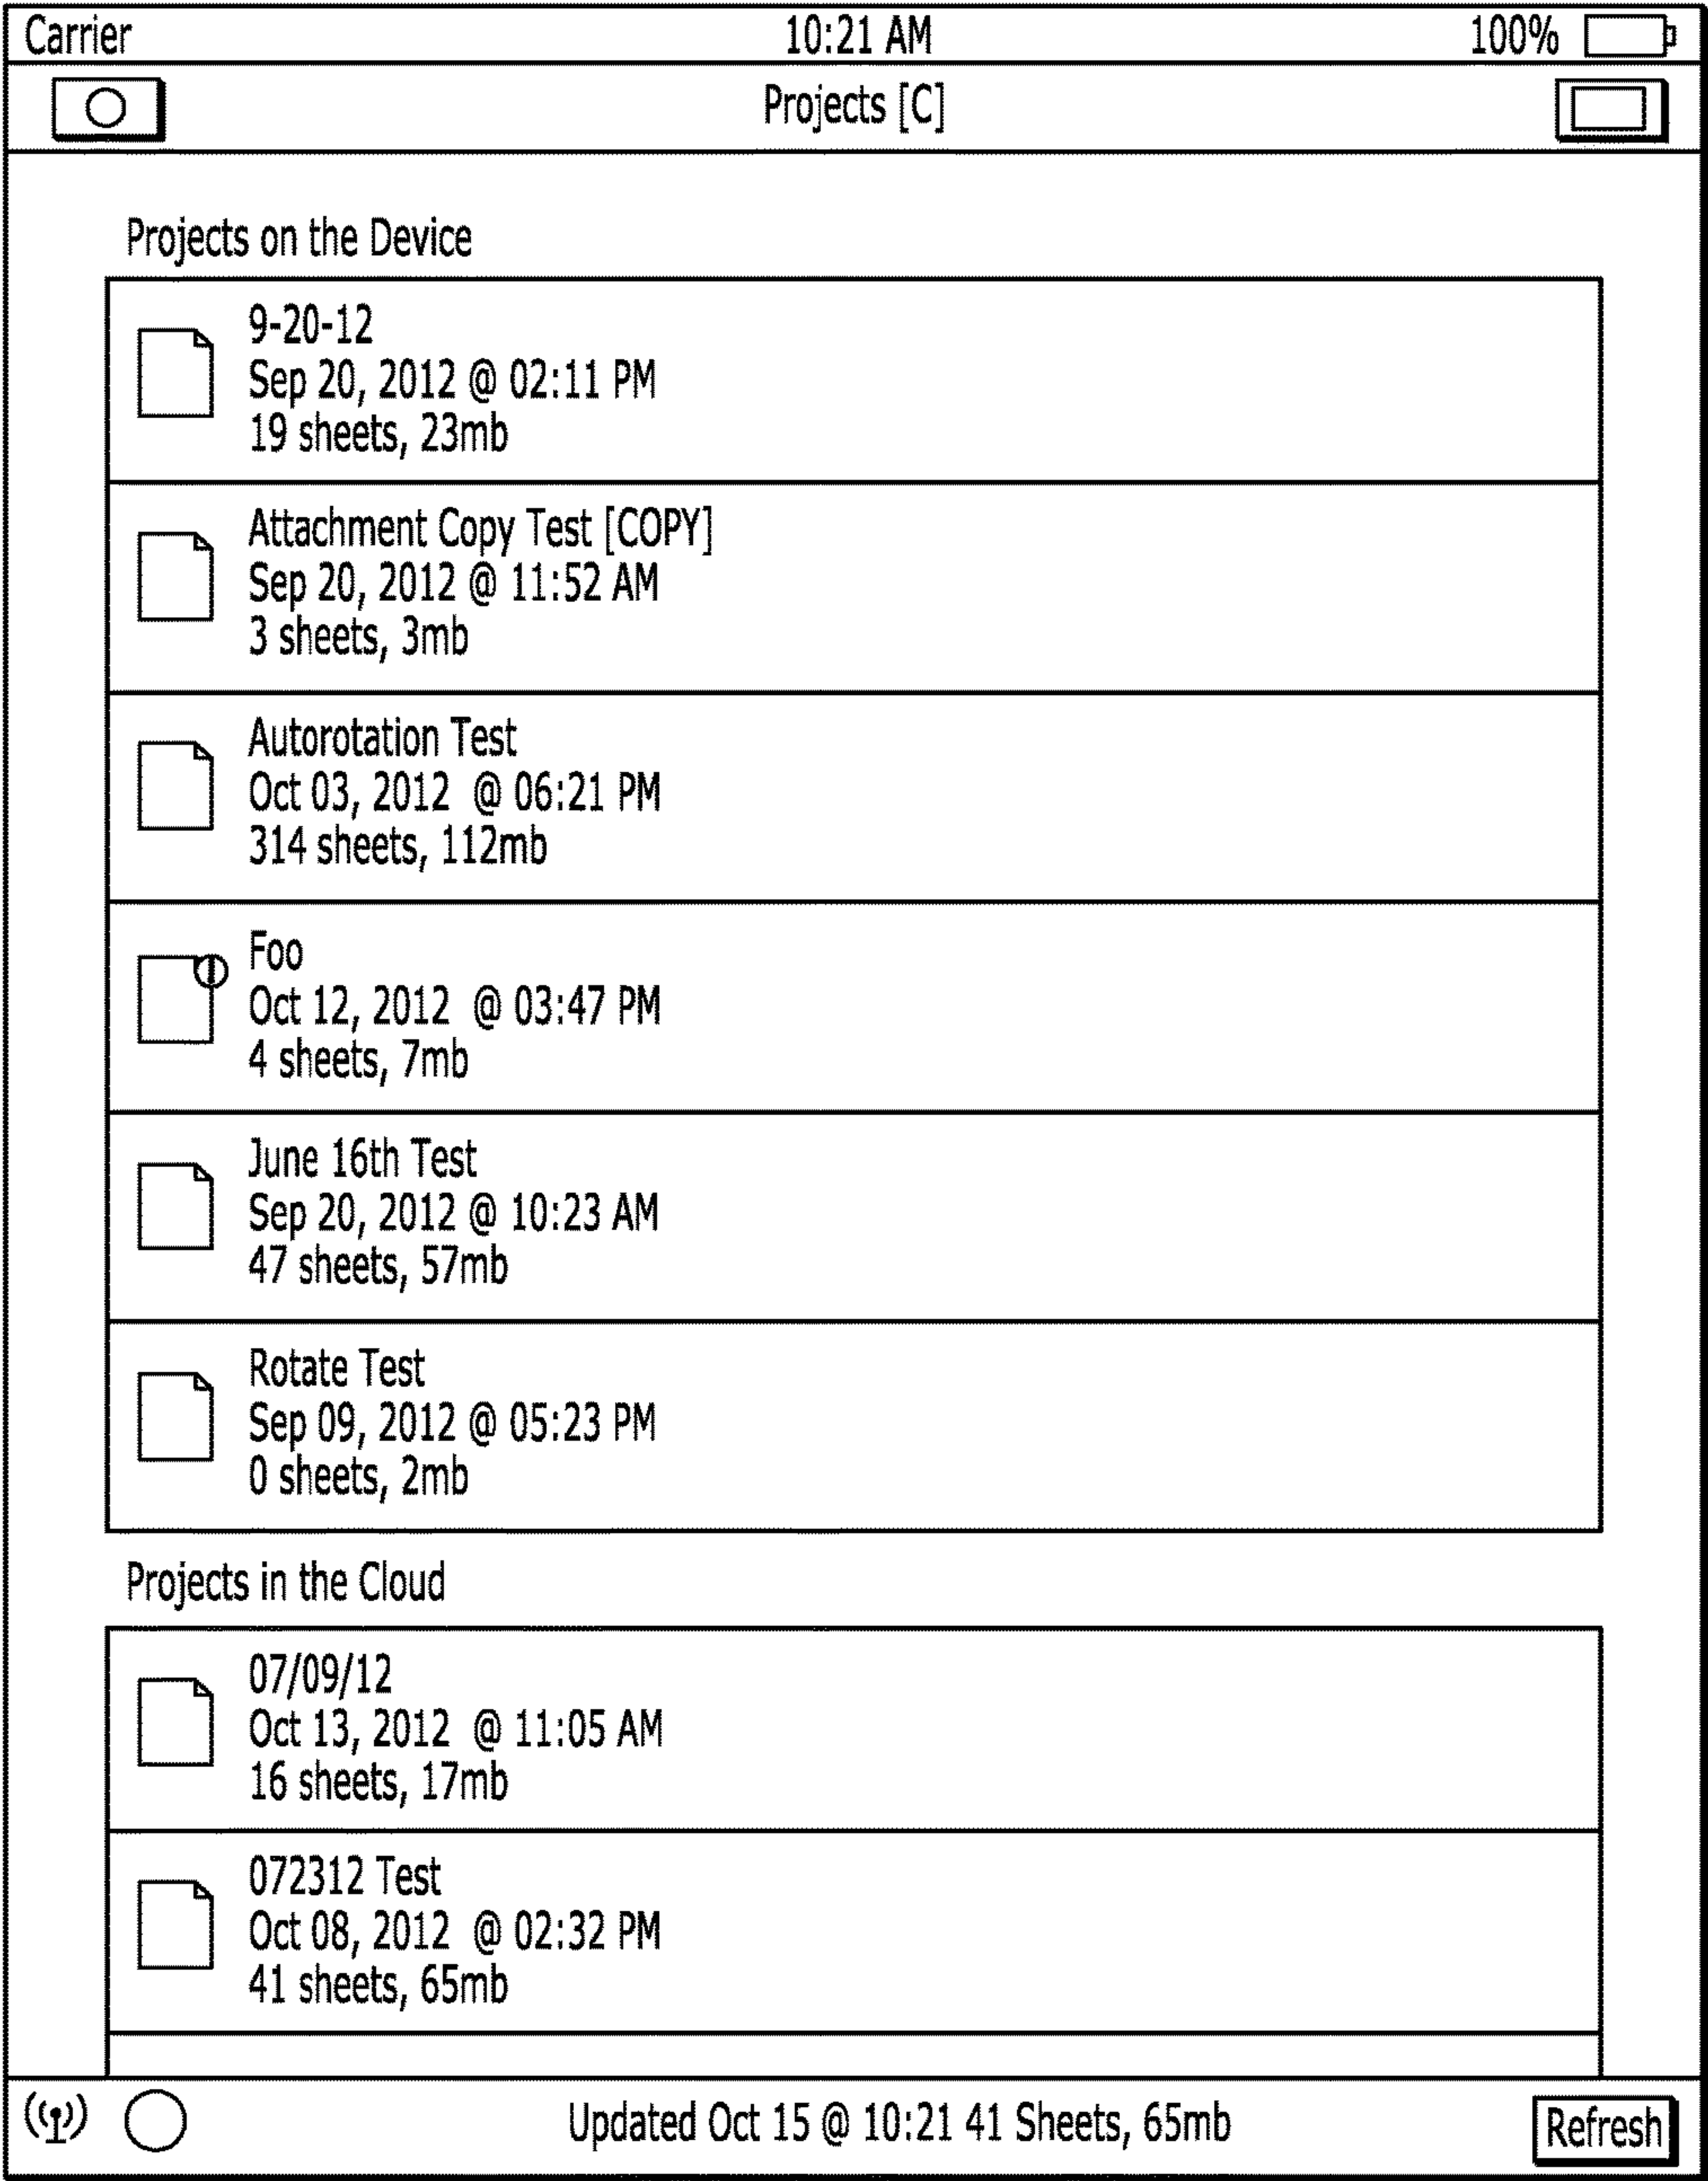 Carrier 10:21 AM 100%
Projects [C]
Projects on the Device
9-20-12
Sep 20, 2012 @ 02:11 PM
19 sheets, 23mb
Attachment Copy Test [COPY]
Sep 20, 2012 @ 11:52 AM
3 sheets, 3mb
Autorotation Test
Oct 03, 2012 @ 06:21 PM
314 sheets, 112mb
Foo
Oct 12, 2012 @ 03:47 PM
4 sheets, 7mb
June 16th Test
Sep 20, 2012 @ 10:23 AM
47 sheets, 57mb
Rotate Test
Sep 09, 2012 @ 05:23 PM
0 sheets, 2mb
Projects in the Cloud
07/09/12
Oct 13, 2012 @ 11:05 AM
16 sheets, 17mb
072312 Test
Oct 08, 2012 @ 02:32 PM
41 sheets, 65mb
Updated Oct 15 @ 10:21 41 Sheets, 65mb Refresh